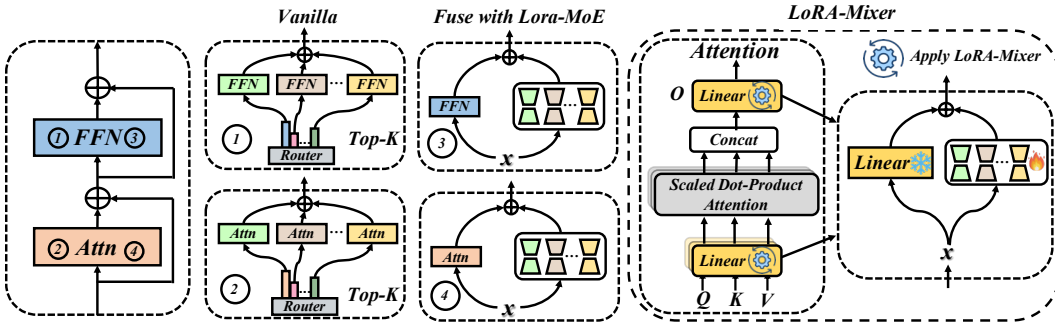 ① FFN ③
② Attn ④
Vanilla
FFN FFN ... FFN
① Top-K
Router
Attn Attn ... Attn
② Top-K
Router
Fuse with Lora-MoE
FFN
...
③
x
Attn
...
④
x
LoRA-Mixer
Attention
O Linear
Concat
Scaled Dot-Product
Attention
Linear
Q K V
Apply LoRA-Mixer
Linear
...
x